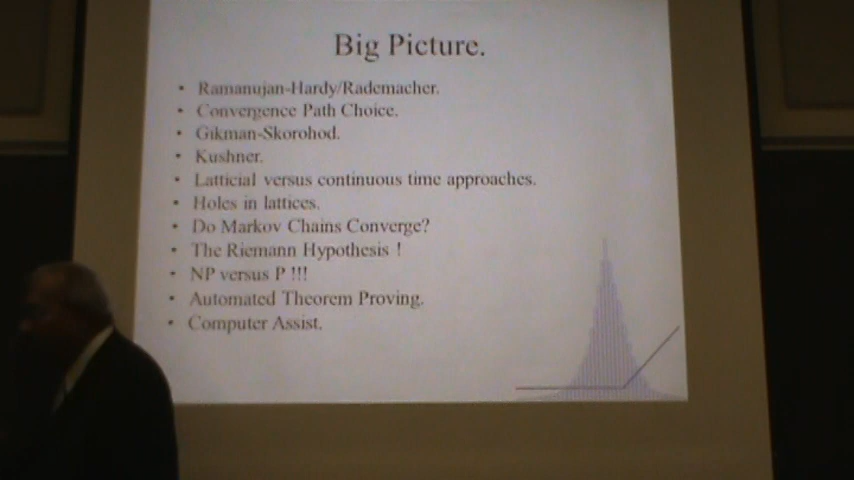 Big Picture.
• Ramanujan-Hardy/Rademacher.
• Convergence Path Choice.
• Gikman-Skorohod.
• Kushner.
• Latticial versus continuous time approaches.
• Holes in lattices.
• Do Markov Chains Converge?
• The Riemann Hypothesis !
• NP versus P !!!
• Automated Theorem Proving.
• Computer Assist.